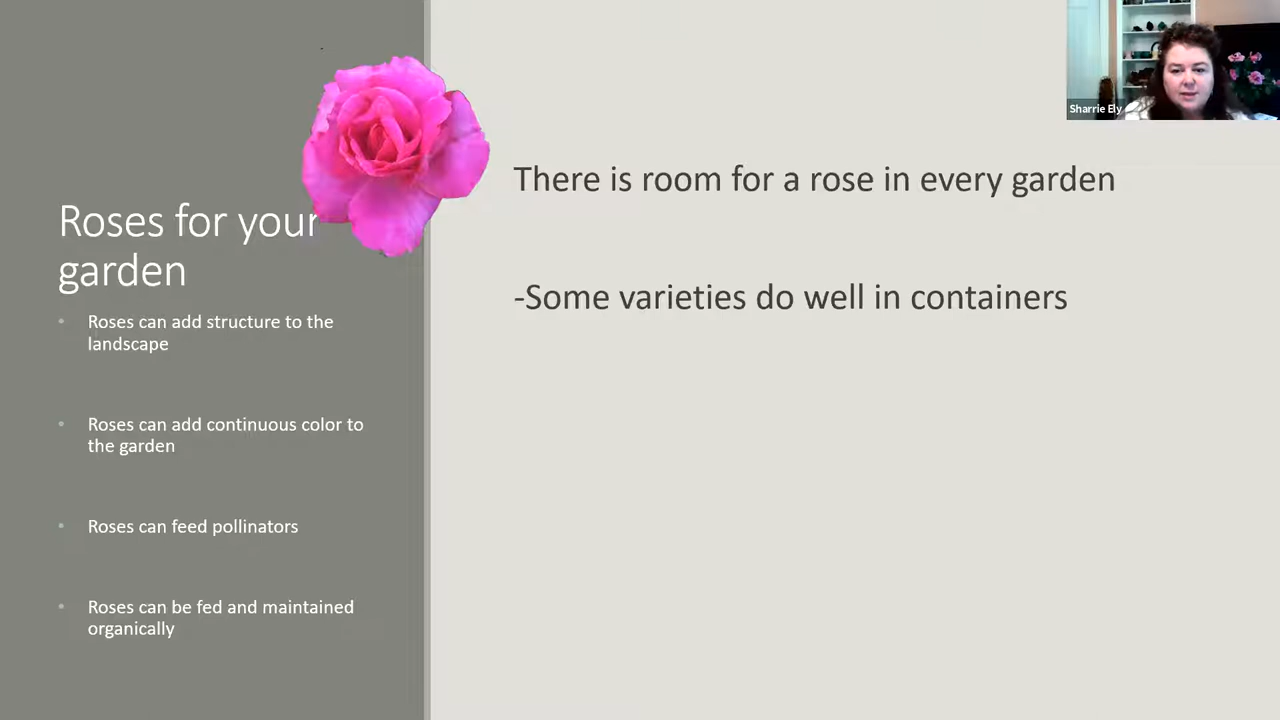 Roses for your
garden
• Roses can add structure to the
landscape
• Roses can add continuous color to
the garden
• Roses can feed pollinators
• Roses can be fed and maintained
organically
There is room for a rose in every garden
-Some varieties do well in containers
Sharrie Ely